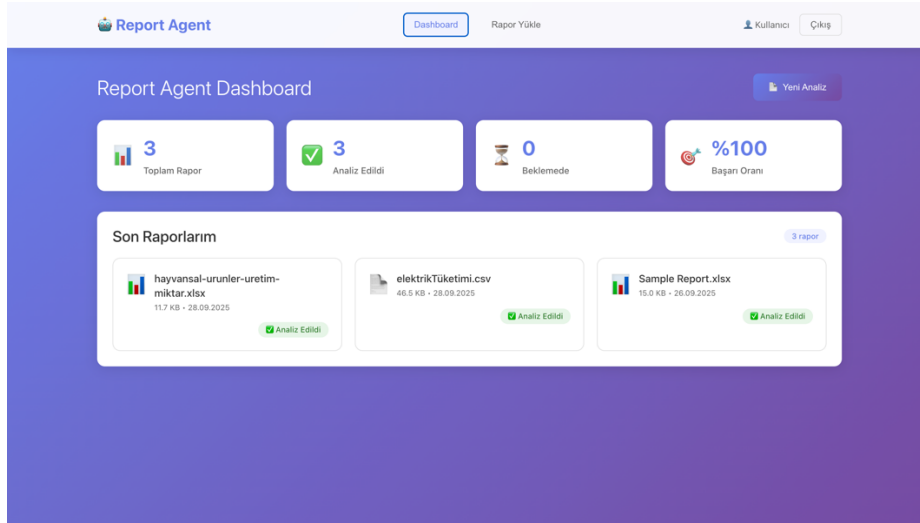 Report Agent
Dashboard
Rapor Yükle
Kullanıcı
Çıkış
Report Agent Dashboard
Yeni Analiz
3
Toplam Rapor
3
Analiz Edildi
0
Beklemede
%100
Başarı Oranı
Son Raporlarım
3 rapor
hayvansal-urunler-uretim-
miktar.xlsx
11.7 KB • 28.09.2025
Analiz Edildi
elektrikTüketimi.csv
46.5 KB • 28.09.2025
Analiz Edildi
Sample Report.xlsx
15.0 KB • 26.09.2025
Analiz Edildi